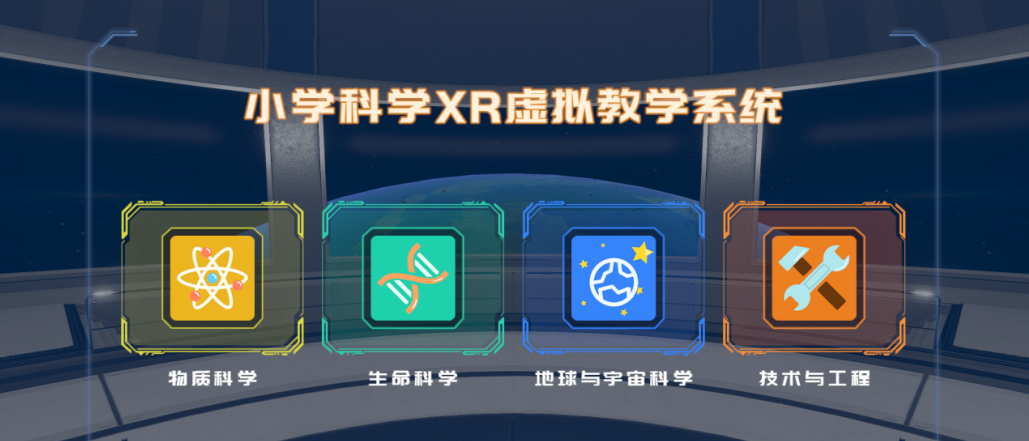 小学科学XR虚拟教学系统
物质科学
生命科学
地球与宇宙科学
技术与工程